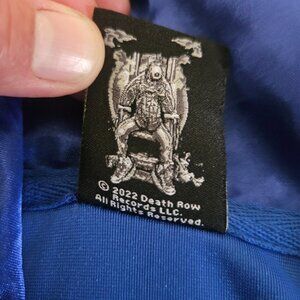 © 2022 Death Row
Records LLC.
All Rights Reserved.